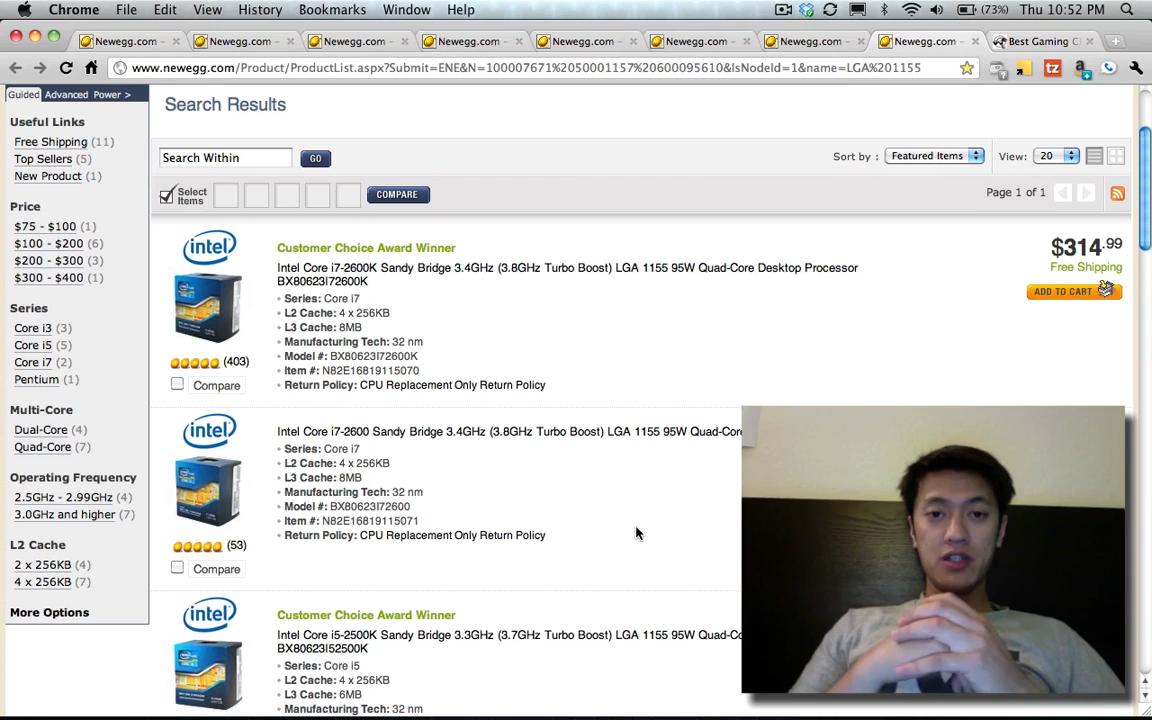 Chrome File Edit View History Bookmarks Window Help (73%) Thu 10:52 PM
Newegg.com - Newegg.com - Newegg.com - Newegg.com - Newegg.com - Newegg.com - Newegg.com - Newegg.com - Best Gaming C
www.newegg.com/Product/ProductList.aspx?Submit=ENE&N=100007671%2050001157%20600095610&IsNodeId=1&name=LGA%201155
Guided Advanced Power >
Useful Links
Free Shipping (11)
Top Sellers (5)
New Product (1)
Price
$75 - $100 (1)
$100 - $200 (6)
$200 - $300 (3)
$300 - $400 (1)
Series
Core i3 (3)
Core i5 (5)
Core i7 (2)
Pentium (1)
Multi-Core
Dual-Core (4)
Quad-Core (7)
Operating Frequency
2.5GHz - 2.99GHz (4)
3.0GHz and higher (7)
L2 Cache
2 x 256KB (4)
4 x 256KB (7)
More Options
Search Results
Search Within GO
Sort by : Featured Items View: 20
Select Items COMPARE
Page 1 of 1
intel
Customer Choice Award Winner
Intel Core i7-2600K Sandy Bridge 3.4GHz (3.8GHz Turbo Boost) LGA 1155 95W Quad-Core Desktop Processor
BX80623I72600K
Series: Core i7
L2 Cache: 4 x 256KB
L3 Cache: 8MB
Manufacturing Tech: 32 nm
Model #: BX80623I72600K
Item #: N82E16819115070
Return Policy: CPU Replacement Only Return Policy
(403)
Compare
$314.99
Free Shipping
ADD TO CART
intel
Intel Core i7-2600 Sandy Bridge 3.4GHz (3.8GHz Turbo Boost) LGA 1155 95W Quad-Core
Series: Core i7
L2 Cache: 4 x 256KB
L3 Cache: 8MB
Manufacturing Tech: 32 nm
Model #: BX80623I72600
Item #: N82E16819115071
Return Policy: CPU Replacement Only Return Policy
(53)
Compare
intel
Customer Choice Award Winner
Intel Core i5-2500K Sandy Bridge 3.3GHz (3.7GHz Turbo Boost) LGA 1155 95W Quad-Co
BX80623I52500K
Series: Core i5
L2 Cache: 4 x 256KB
L3 Cache: 6MB
Manufacturing Tech: 32 nm